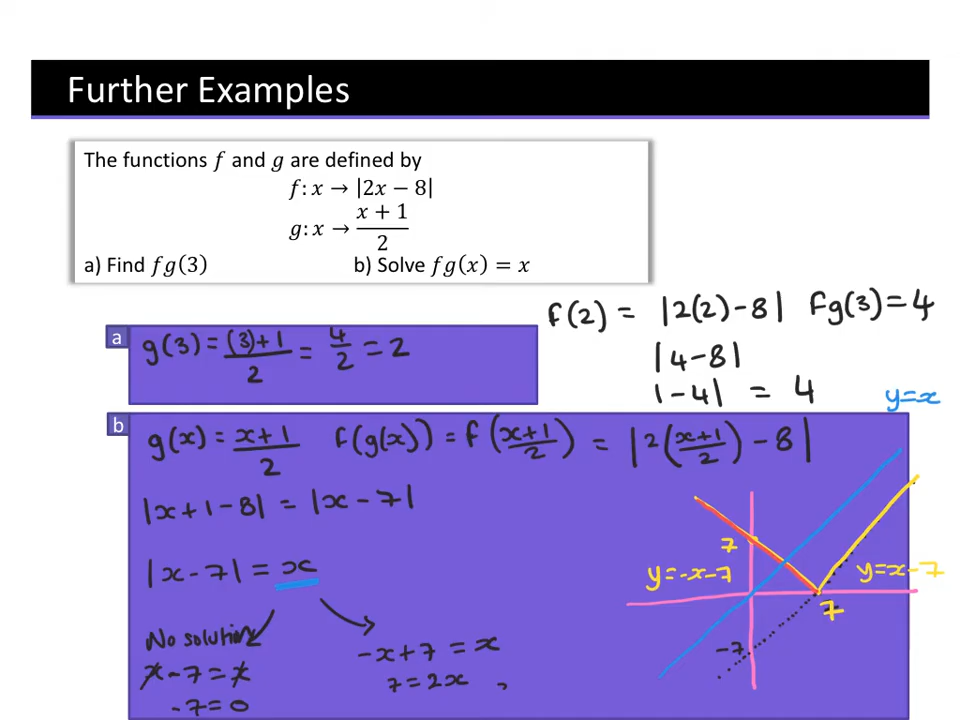 Further Examples
The functions f and g are defined by
f: x → |2x − 8|
g: x → (x + 1)/2
a) Find fg(3) b) Solve fg(x) = x
f(2) = |2(2) - 8| fg(3) = 4
|4 - 8|
|-4| = 4
a g(3) = ((3) + 1)/2 = 4/2 = 2
y = x
b g(x) = (x + 1)/2 f(g(x)) = f((x+1)/2) = |2((x+1)/2) - 8|
|x + 1 - 8| = |x - 7|
|x - 7| = x
No solution
x - 7 = x
-7 = 0
-x + 7 = x
7 = 2x ,
7
y = -x - 7
y = x - 7
7
-7